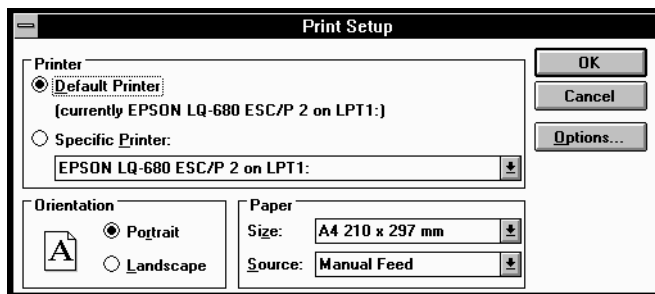 Print Setup
Printer
Default Printer
(currently EPSON LQ-680 ESC/P 2 on LPT1:)
Specific Printer:
EPSON LQ-680 ESC/P 2 on LPT1:
OK
Cancel
Options...
Orientation
A
Portrait
Landscape
Paper
Size: A4 210 x 297 mm
Source: Manual Feed